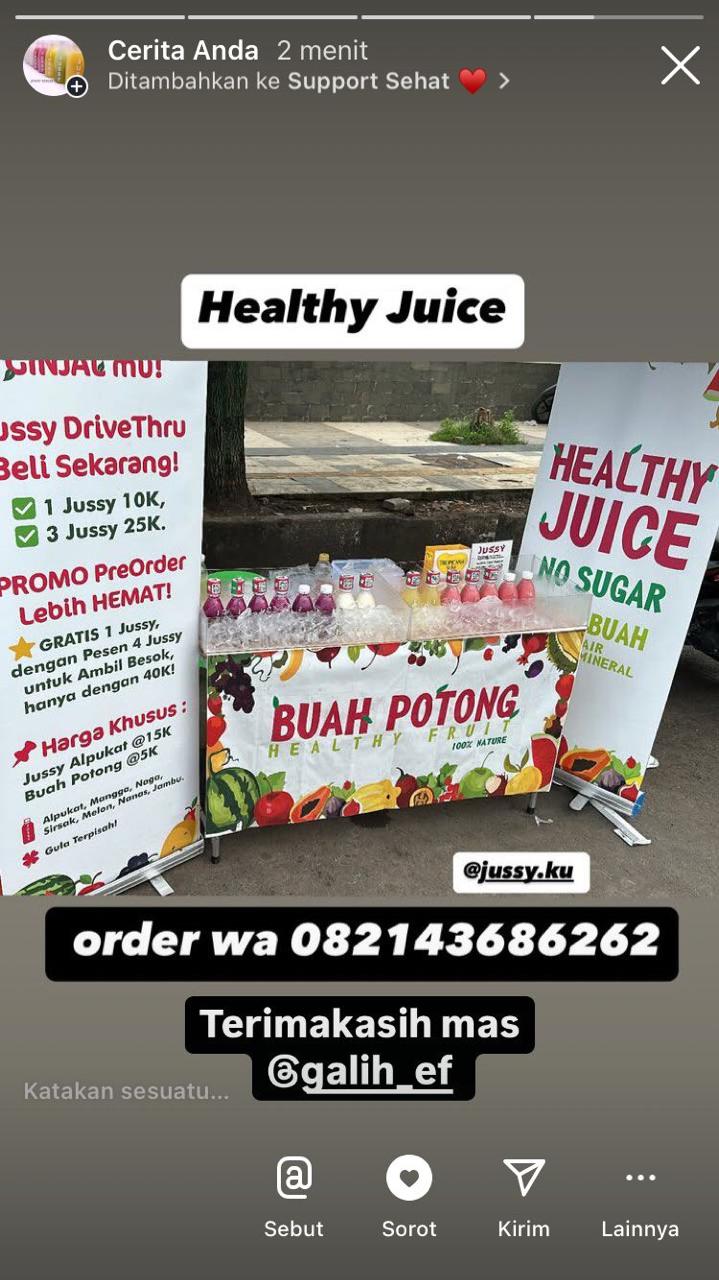 Cerita Anda 2 menit
Ditambahkan ke Support Sehat ❤️ >
Healthy Juice
GINJAL mu!
ussy DriveThru
Beli Sekarang!
✅ 1 Jussy 10K,
✅ 3 Jussy 25K.
PROMO PreOrder
Lebih HEMAT!
⭐ GRATIS 1 Jussy,
dengan Pesen 4 Jussy
untuk Ambil Besok,
hanya dengan 40K!
📌 Harga Khusus :
Jussy Alpukat @15K
Buah Potong @5K
Alpukat, Mangga, Naga,
Sirsak, Melon, Nanas, Jambu.
Gula Terpisah!
TROPICANA
JUSSY
BUAH POTONG
HEALTHY FRUIT
100% NATURE
HEALTHY
JUICE
NO SUGAR
BUAH
AIR
MINERAL
@jussy.ku
order wa 082143686262
Terimakasih mas
@galih_ef
Katakan sesuatu...
Sebut Sorot Kirim Lainnya